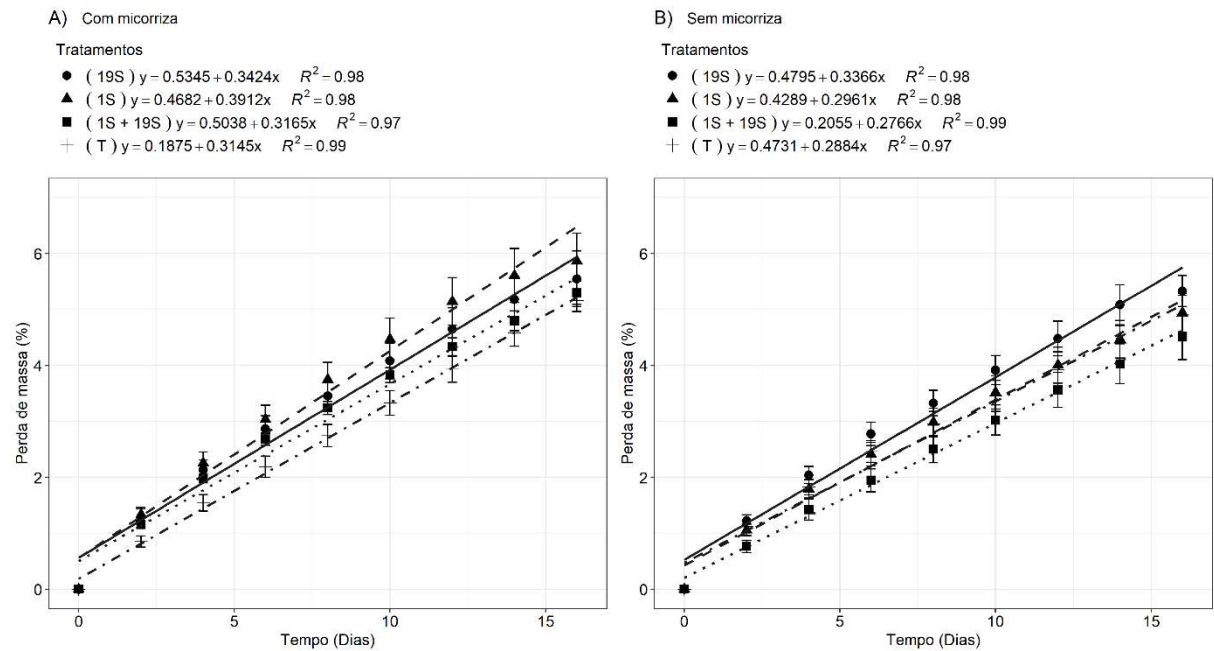 A) Com micorriza
Tratamentos
( 19S ) y = 0.5345 + 0.3424x R² = 0.98
( 1S ) y = 0.4682 + 0.3912x R² = 0.98
( 1S + 19S ) y = 0.5038 + 0.3165x R² = 0.97
( T ) y = 0.1875 + 0.3145x R² = 0.99
Perda de massa (%)
6
4
2
0
0 5 10 15
Tempo (Dias)
B) Sem micorriza
Tratamentos
( 19S ) y = 0.4795 + 0.3366x R² = 0.98
( 1S ) y = 0.4289 + 0.2961x R² = 0.98
( 1S + 19S ) y = 0.2055 + 0.2766x R² = 0.99
( T ) y = 0.4731 + 0.2884x R² = 0.97
Perda de massa (%)
6
4
2
0
0 5 10 15
Tempo (Dias)